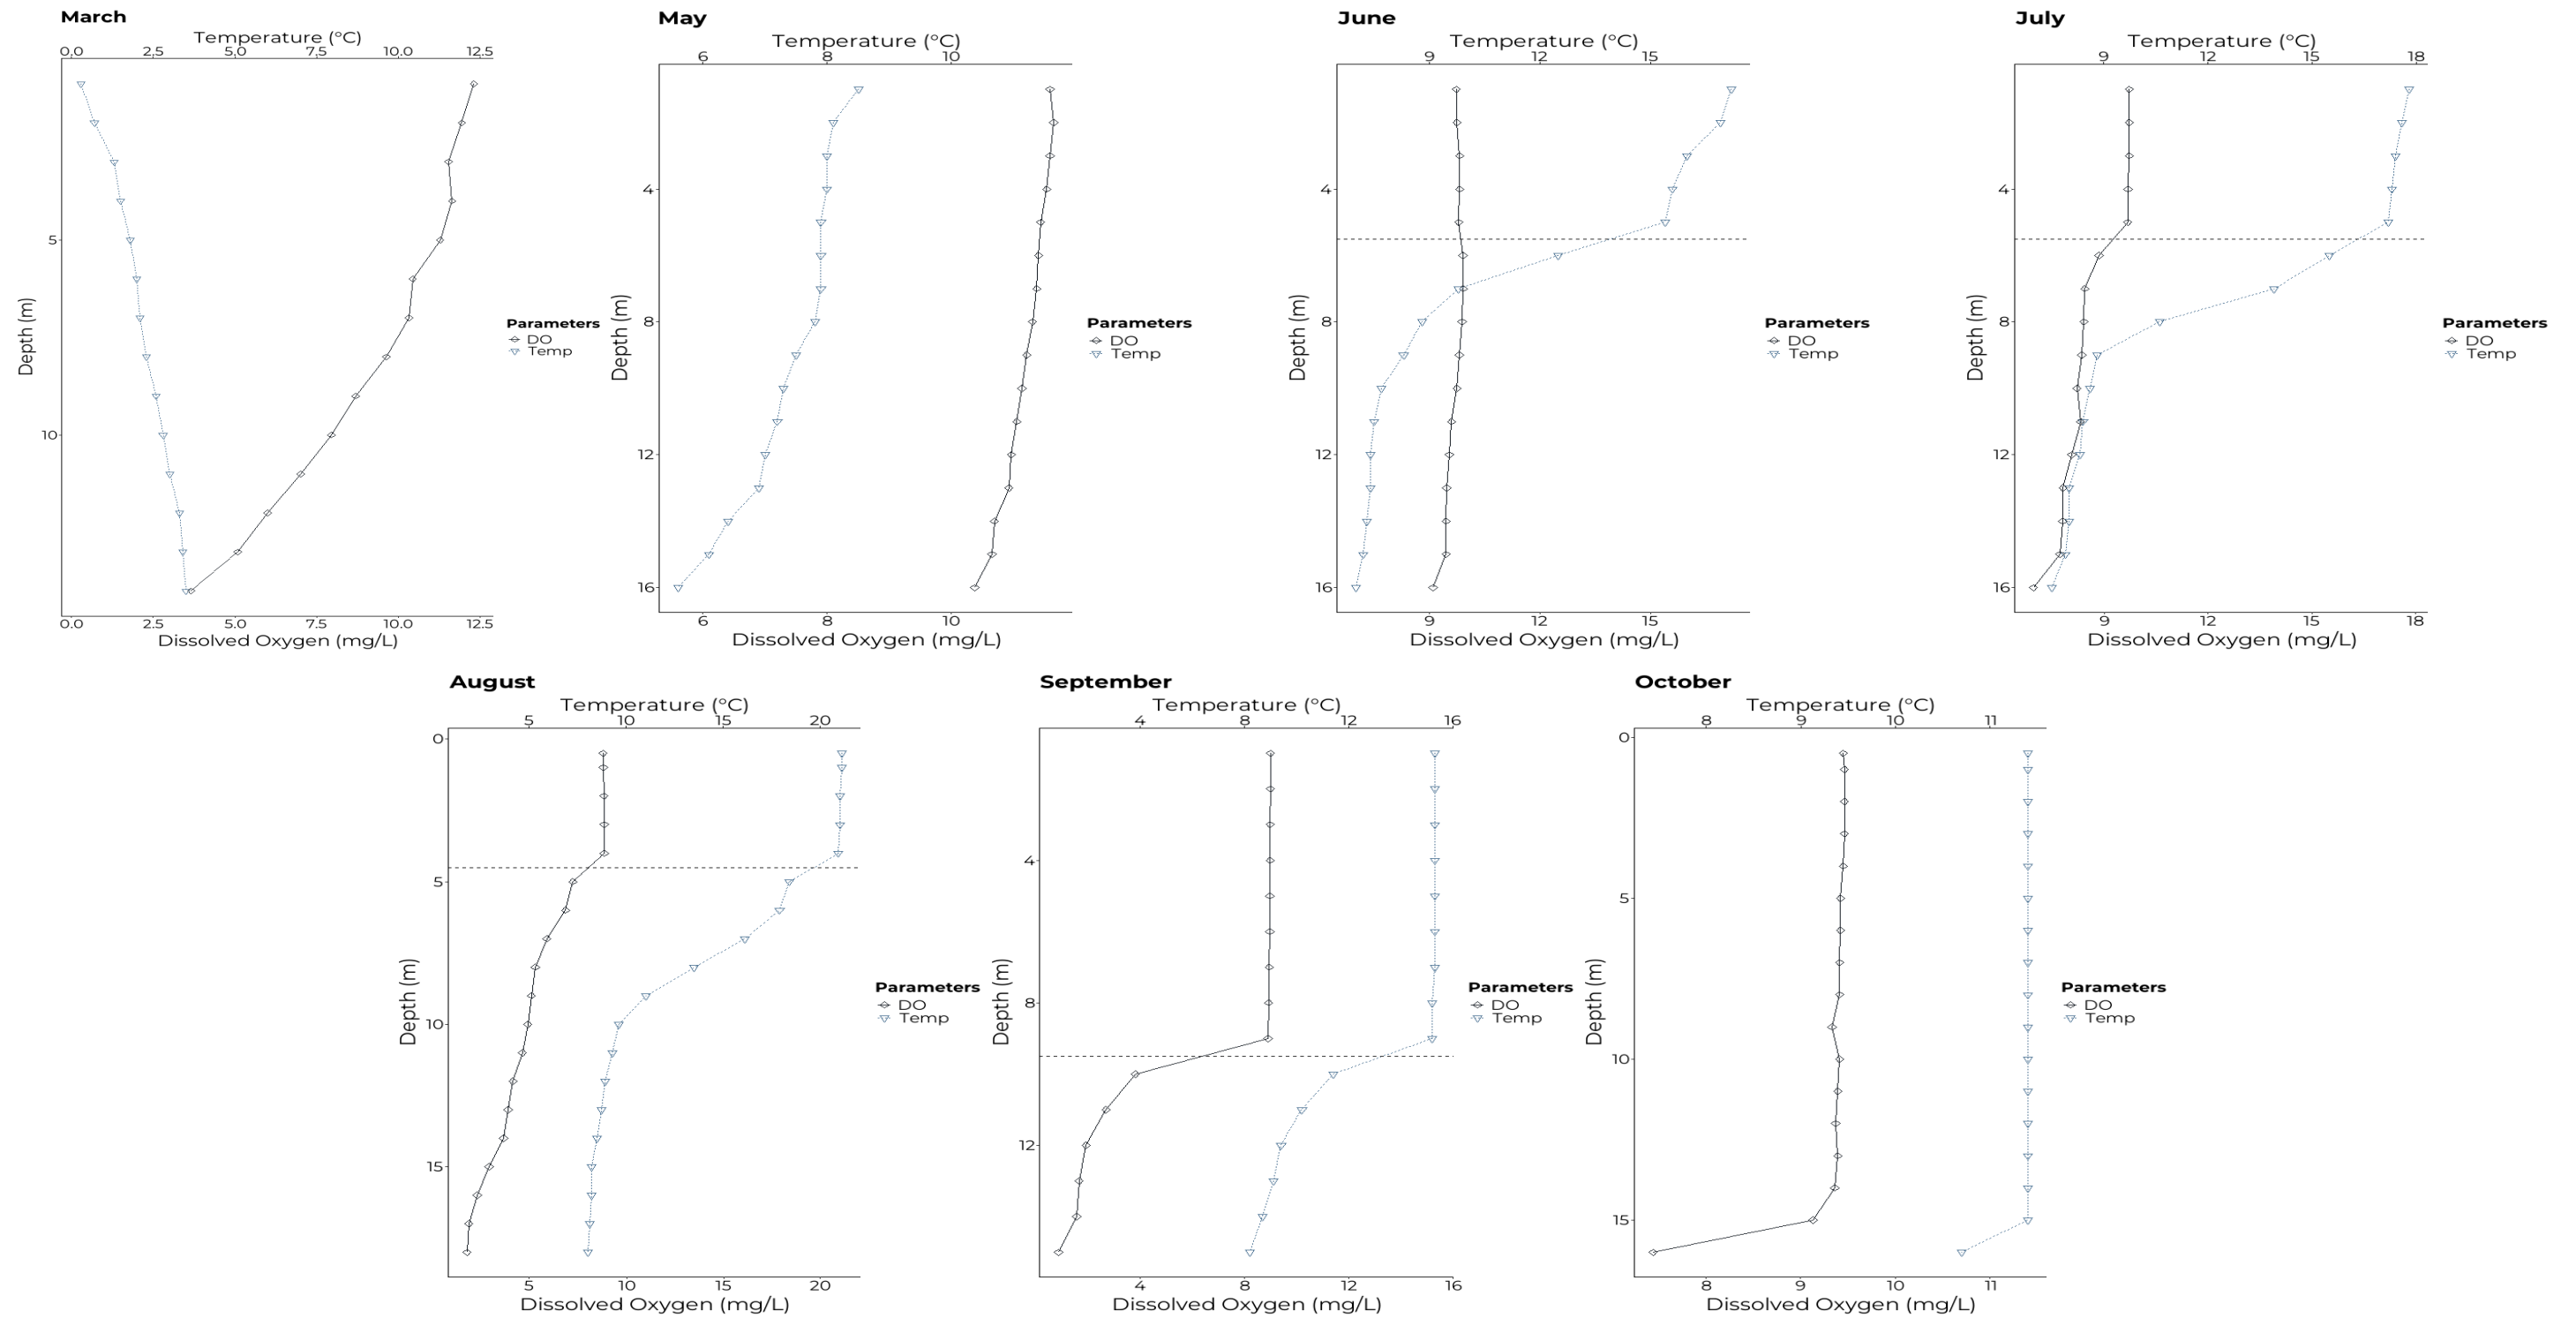 March
Temperature (°C)
0.0 2.5 5.0 7.5 10.0 12.5
Depth (m)
5
10
0.0 2.5 5.0 7.5 10.0 12.5
Dissolved Oxygen (mg/L)
Parameters
DO
Temp
May
Temperature (°C)
6 8 10
Depth (m)
4
8
12
16
6 8 10
Dissolved Oxygen (mg/L)
Parameters
DO
Temp
June
Temperature (°C)
9 12 15
Depth (m)
4
8
12
16
9 12 15
Dissolved Oxygen (mg/L)
Parameters
DO
Temp
July
Temperature (°C)
9 12 15 18
Depth (m)
4
8
12
16
9 12 15 18
Dissolved Oxygen (mg/L)
Parameters
DO
Temp
August
Temperature (°C)
5 10 15 20
Depth (m)
0
5
10
15
5 10 15 20
Dissolved Oxygen (mg/L)
Parameters
DO
Temp
September
Temperature (°C)
4 8 12 16
Depth (m)
4
8
12
4 8 12 16
Dissolved Oxygen (mg/L)
Parameters
DO
Temp
October
Temperature (°C)
8 9 10 11
Depth (m)
0
5
10
15
8 9 10 11
Dissolved Oxygen (mg/L)
Parameters
DO
Temp